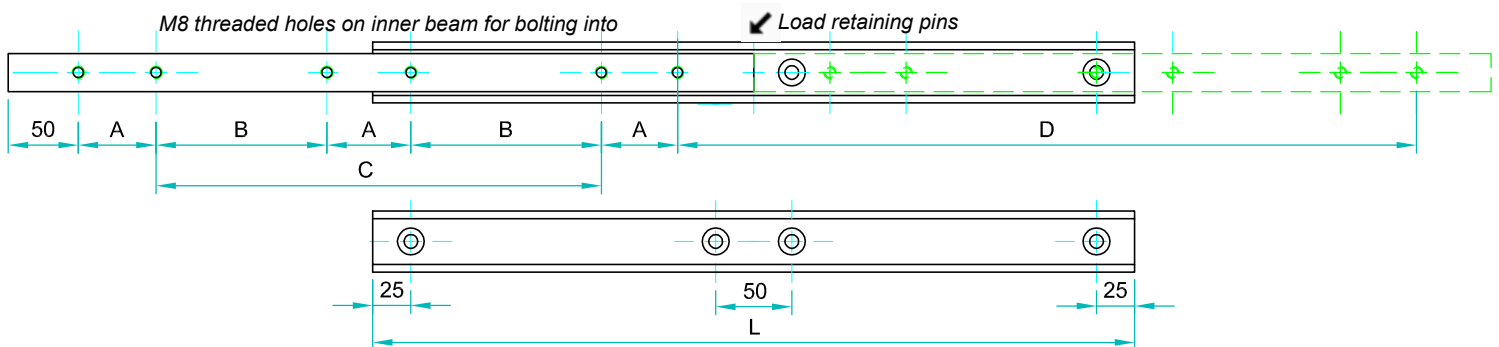 M8 threaded holes on inner beam for bolting into
Load retaining pins
50 A B A B A D
C
25 50 25
L